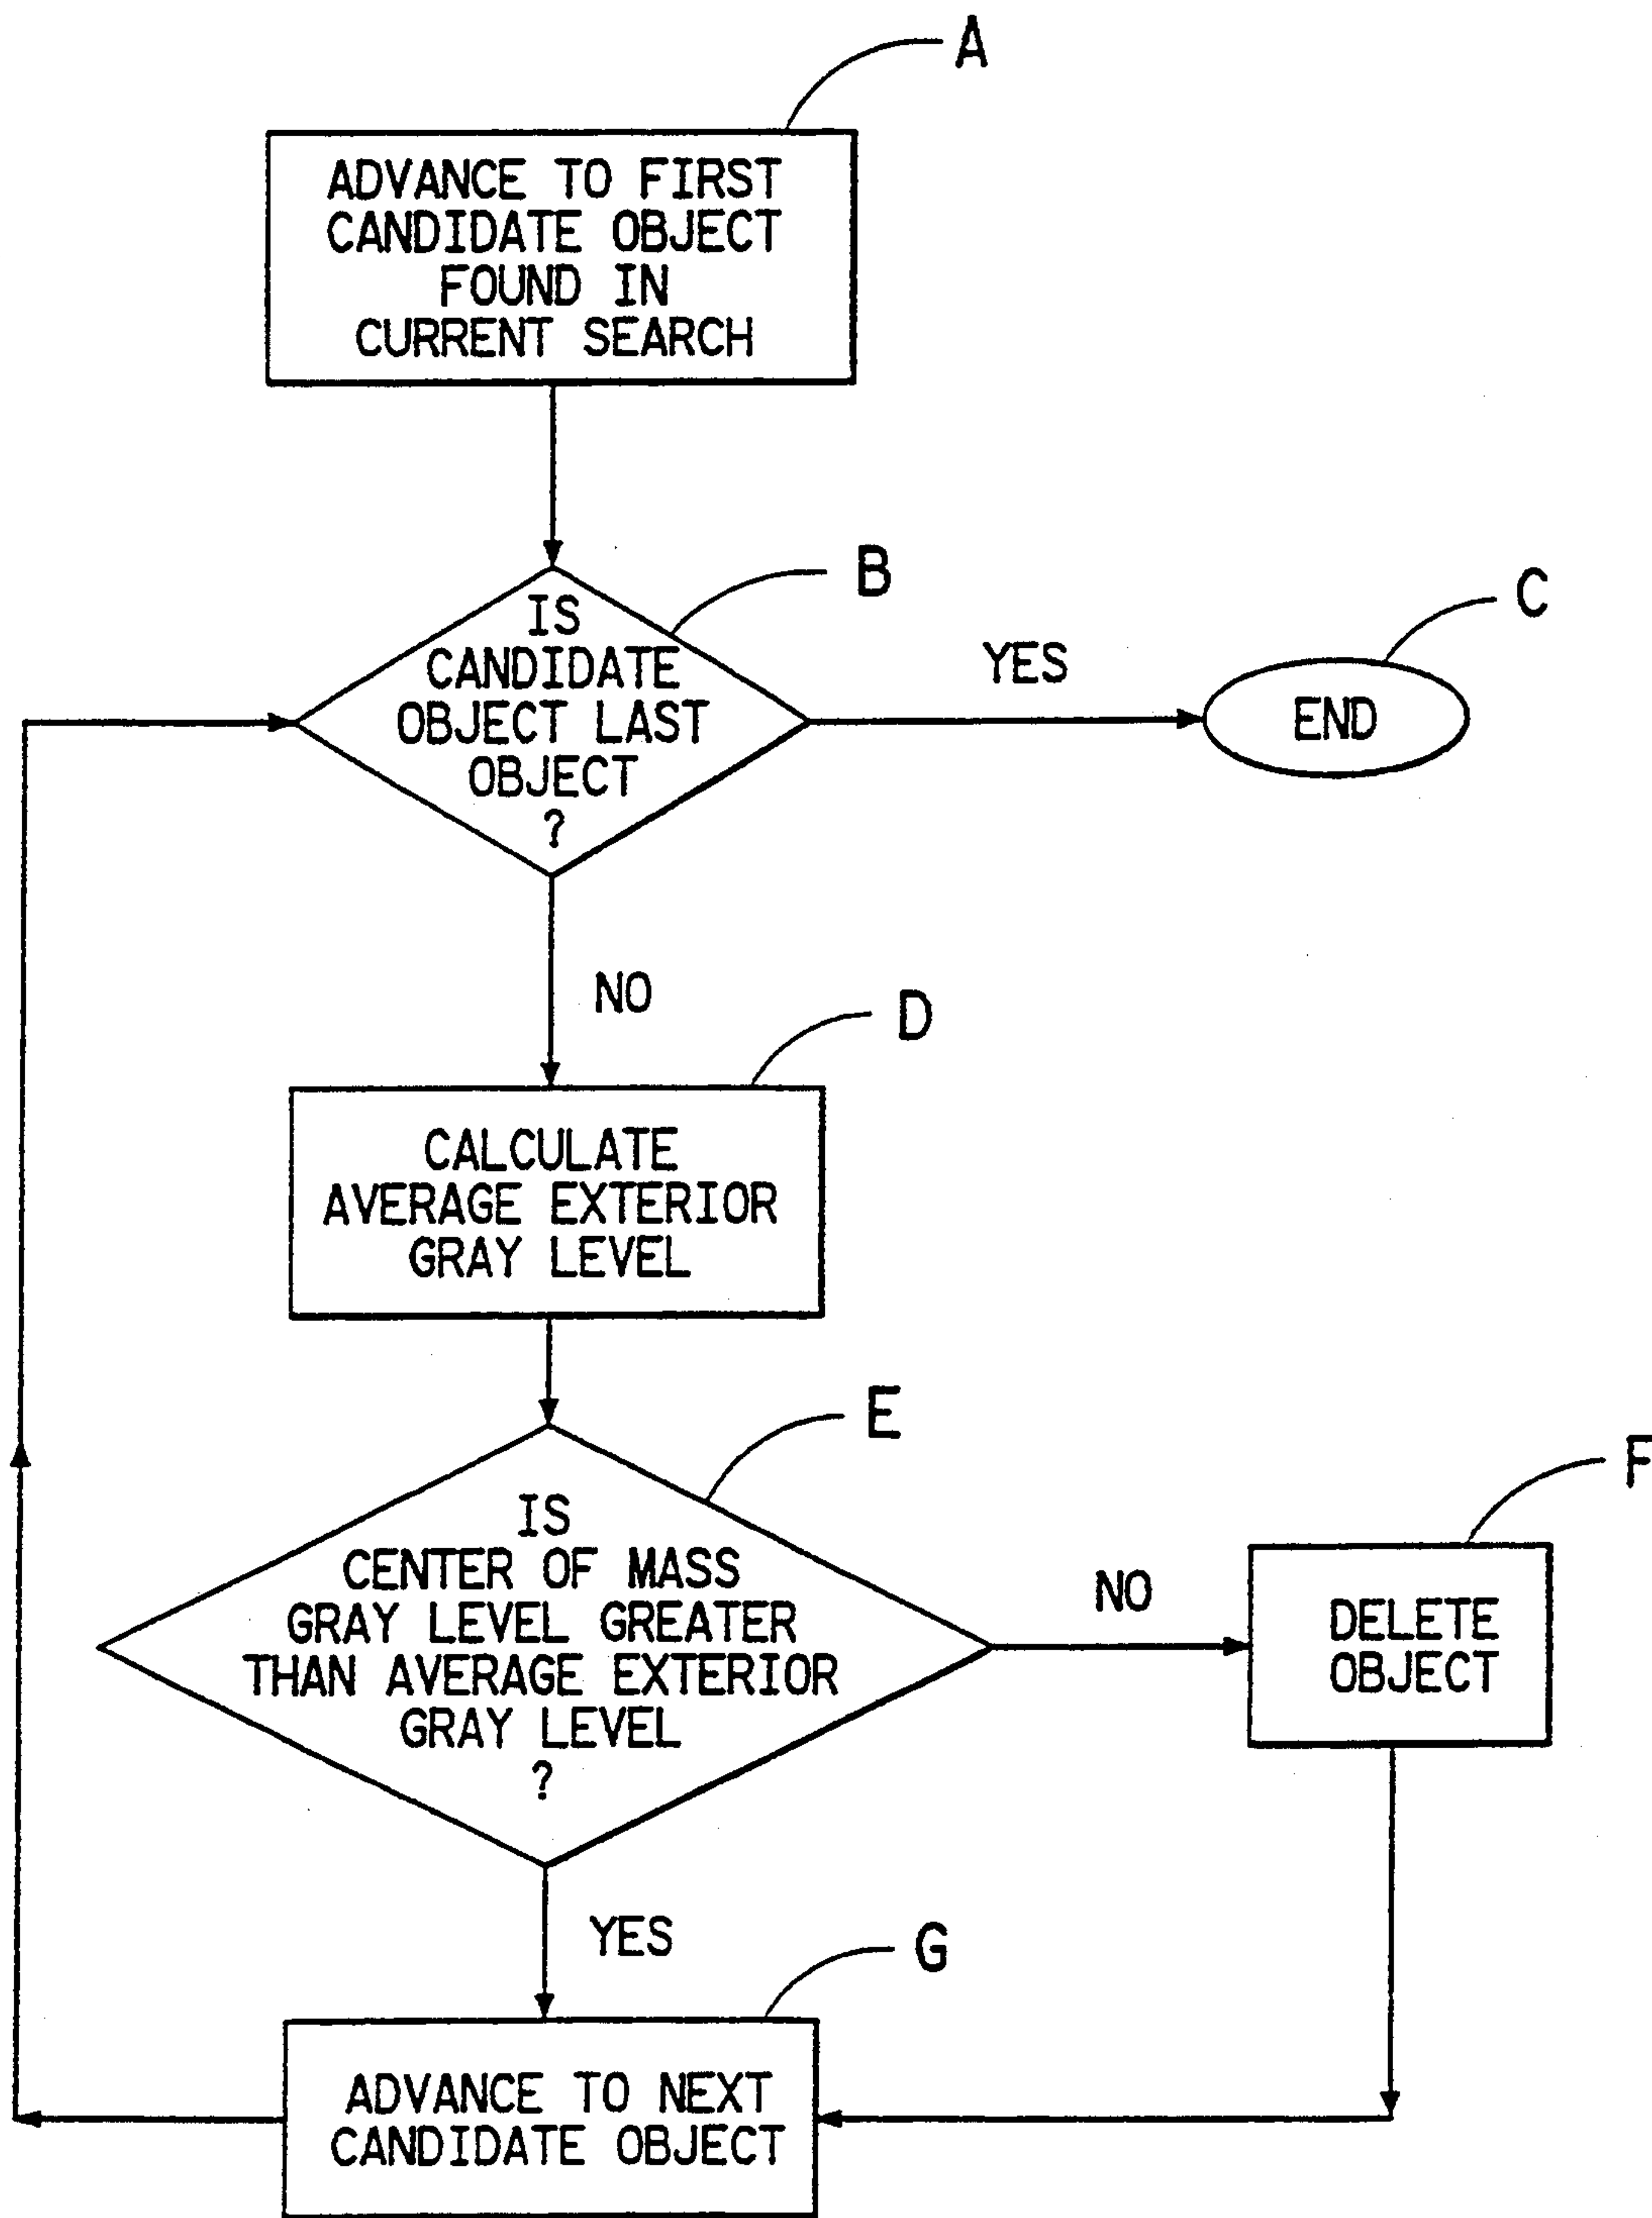 A
ADVANCE TO FIRST
CANDIDATE OBJECT
FOUND IN
CURRENT SEARCH
B
IS
CANDIDATE
OBJECT LAST
OBJECT
?
YES
C
END
NO
D
CALCULATE
AVERAGE EXTERIOR
GRAY LEVEL
E
IS
CENTER OF MASS
GRAY LEVEL GREATER
THAN AVERAGE EXTERIOR
GRAY LEVEL
?
NO
F
DELETE
OBJECT
YES
G
ADVANCE TO NEXT
CANDIDATE OBJECT